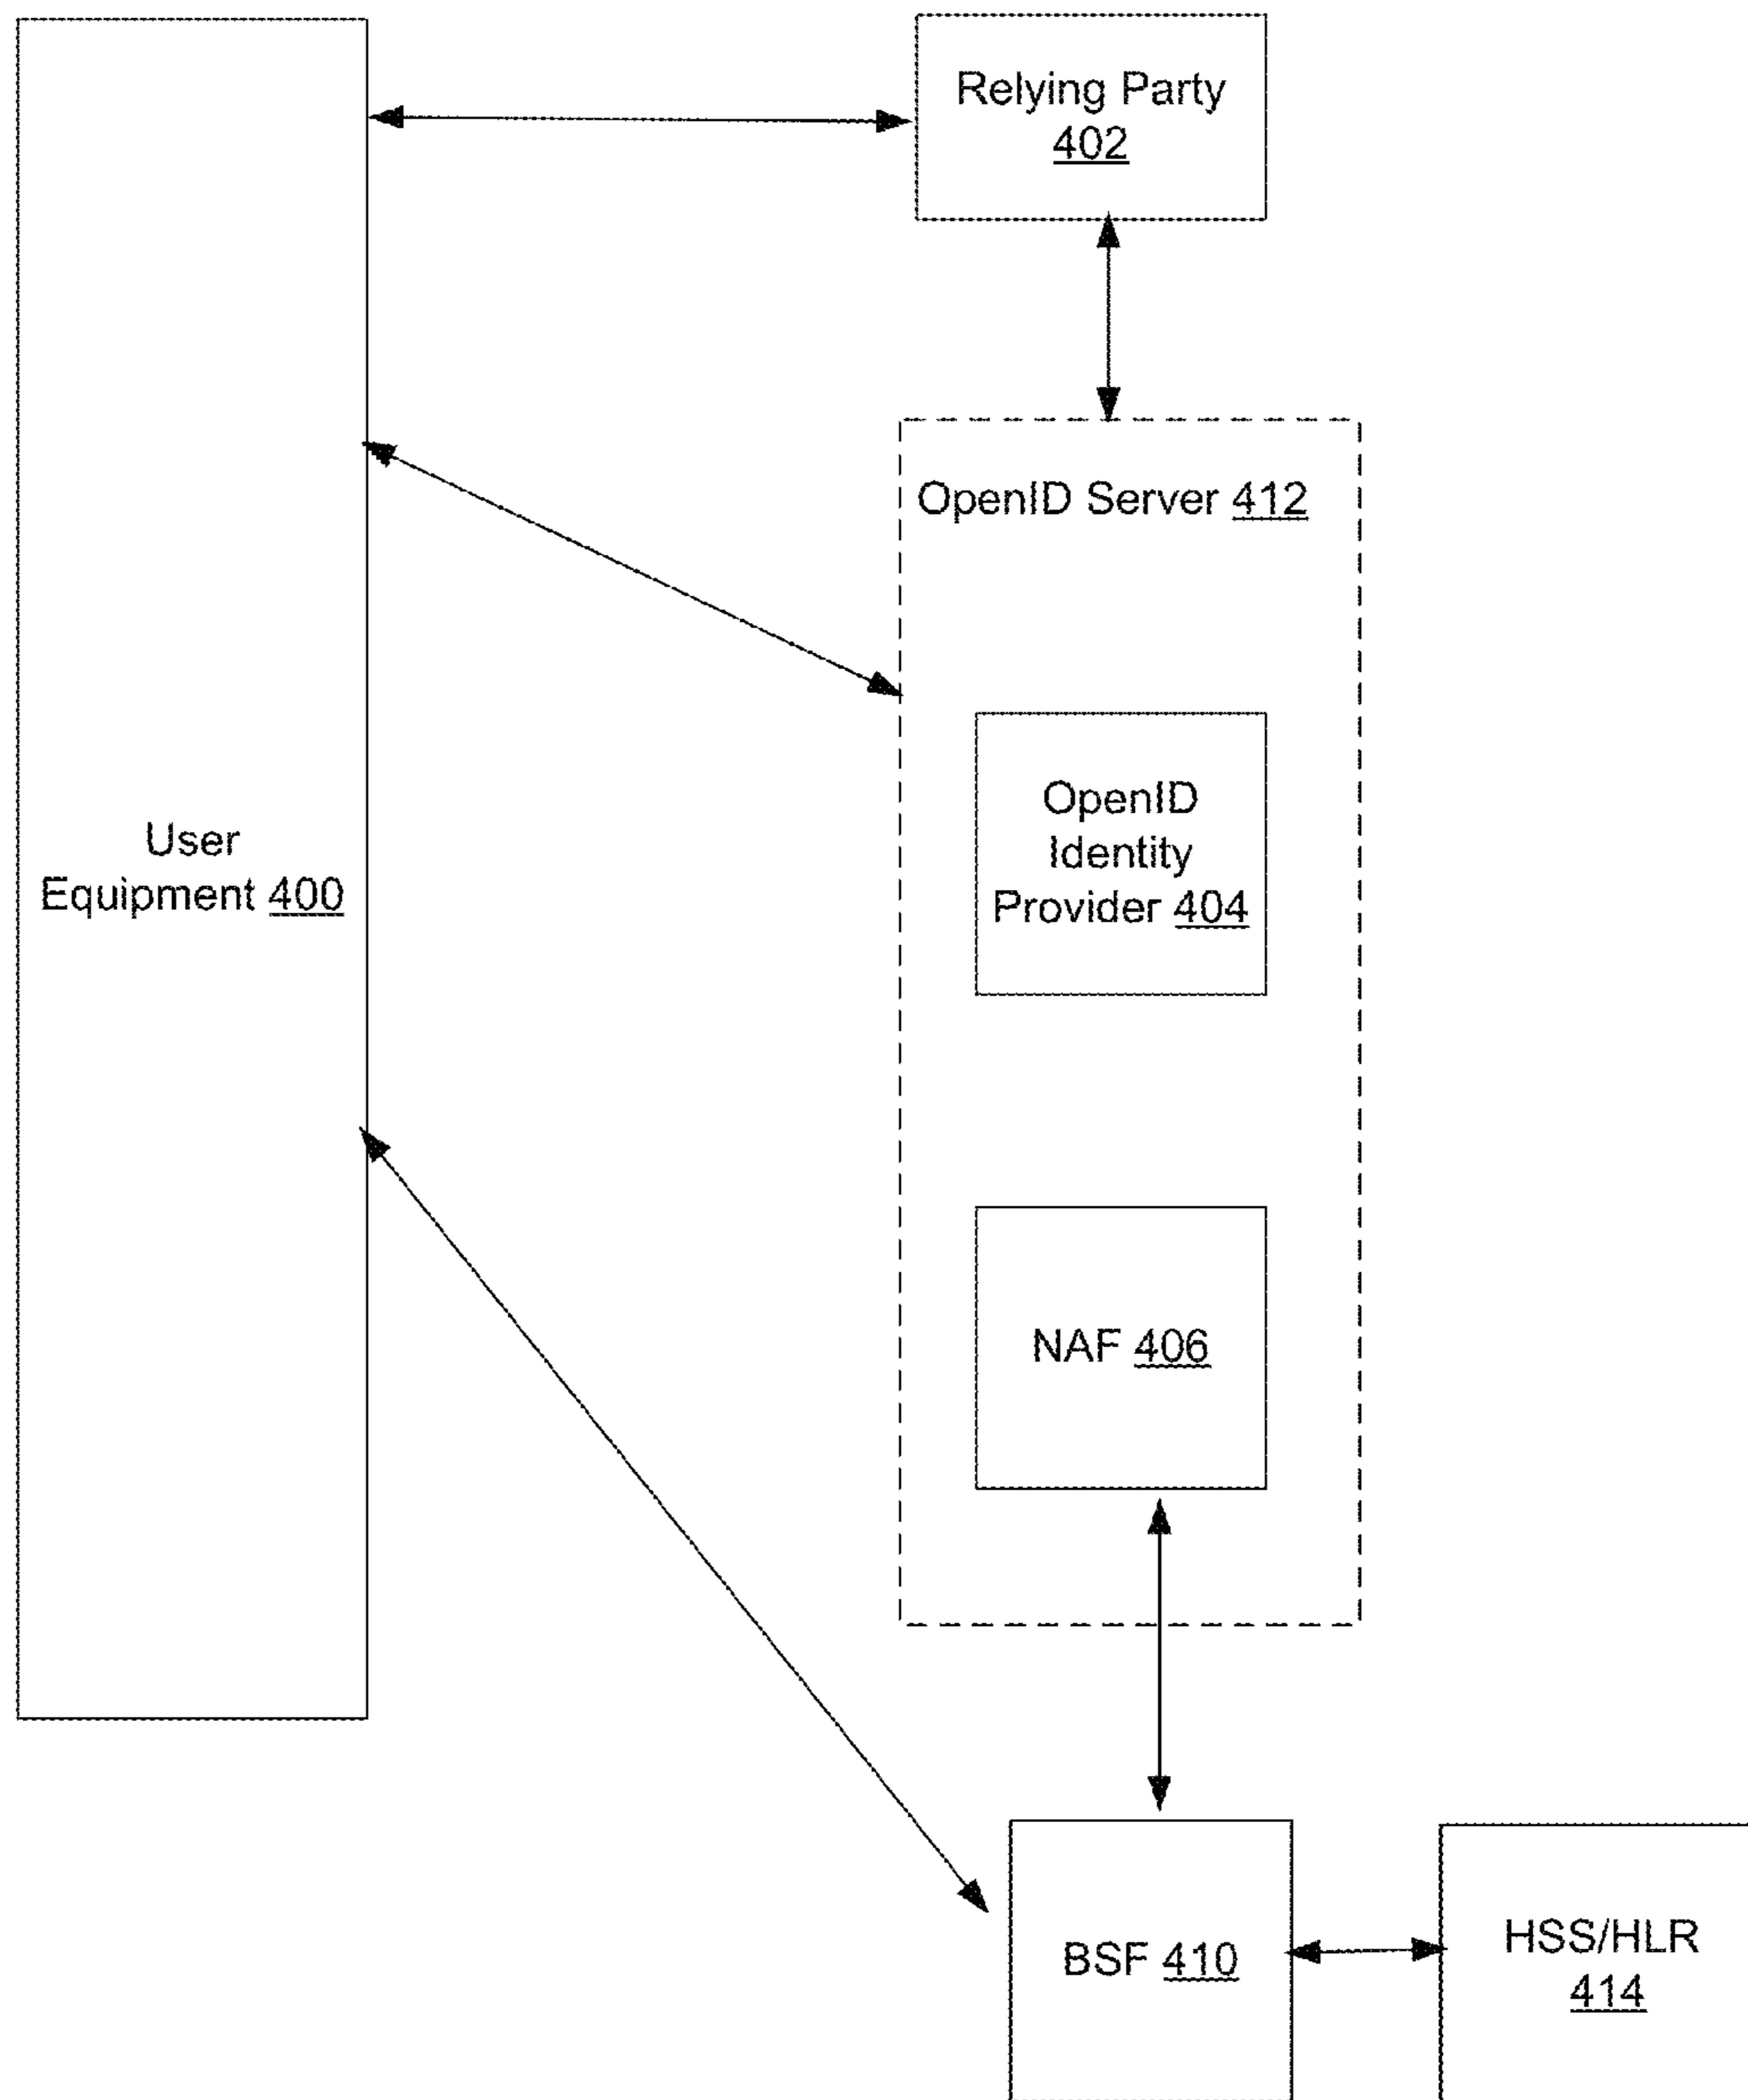 Relying Party
402
OpenID Server 412
User
Equipment 400
OpenID
Identity
Provider 404
NAF 406
BSF 410
HSS/HLR
414